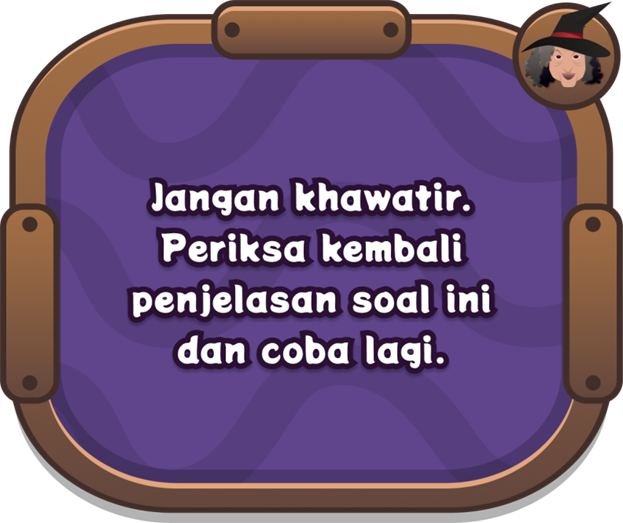 Jangan khawatir.
Periksa kembali
penjelasan soal ini
dan coba lagi.